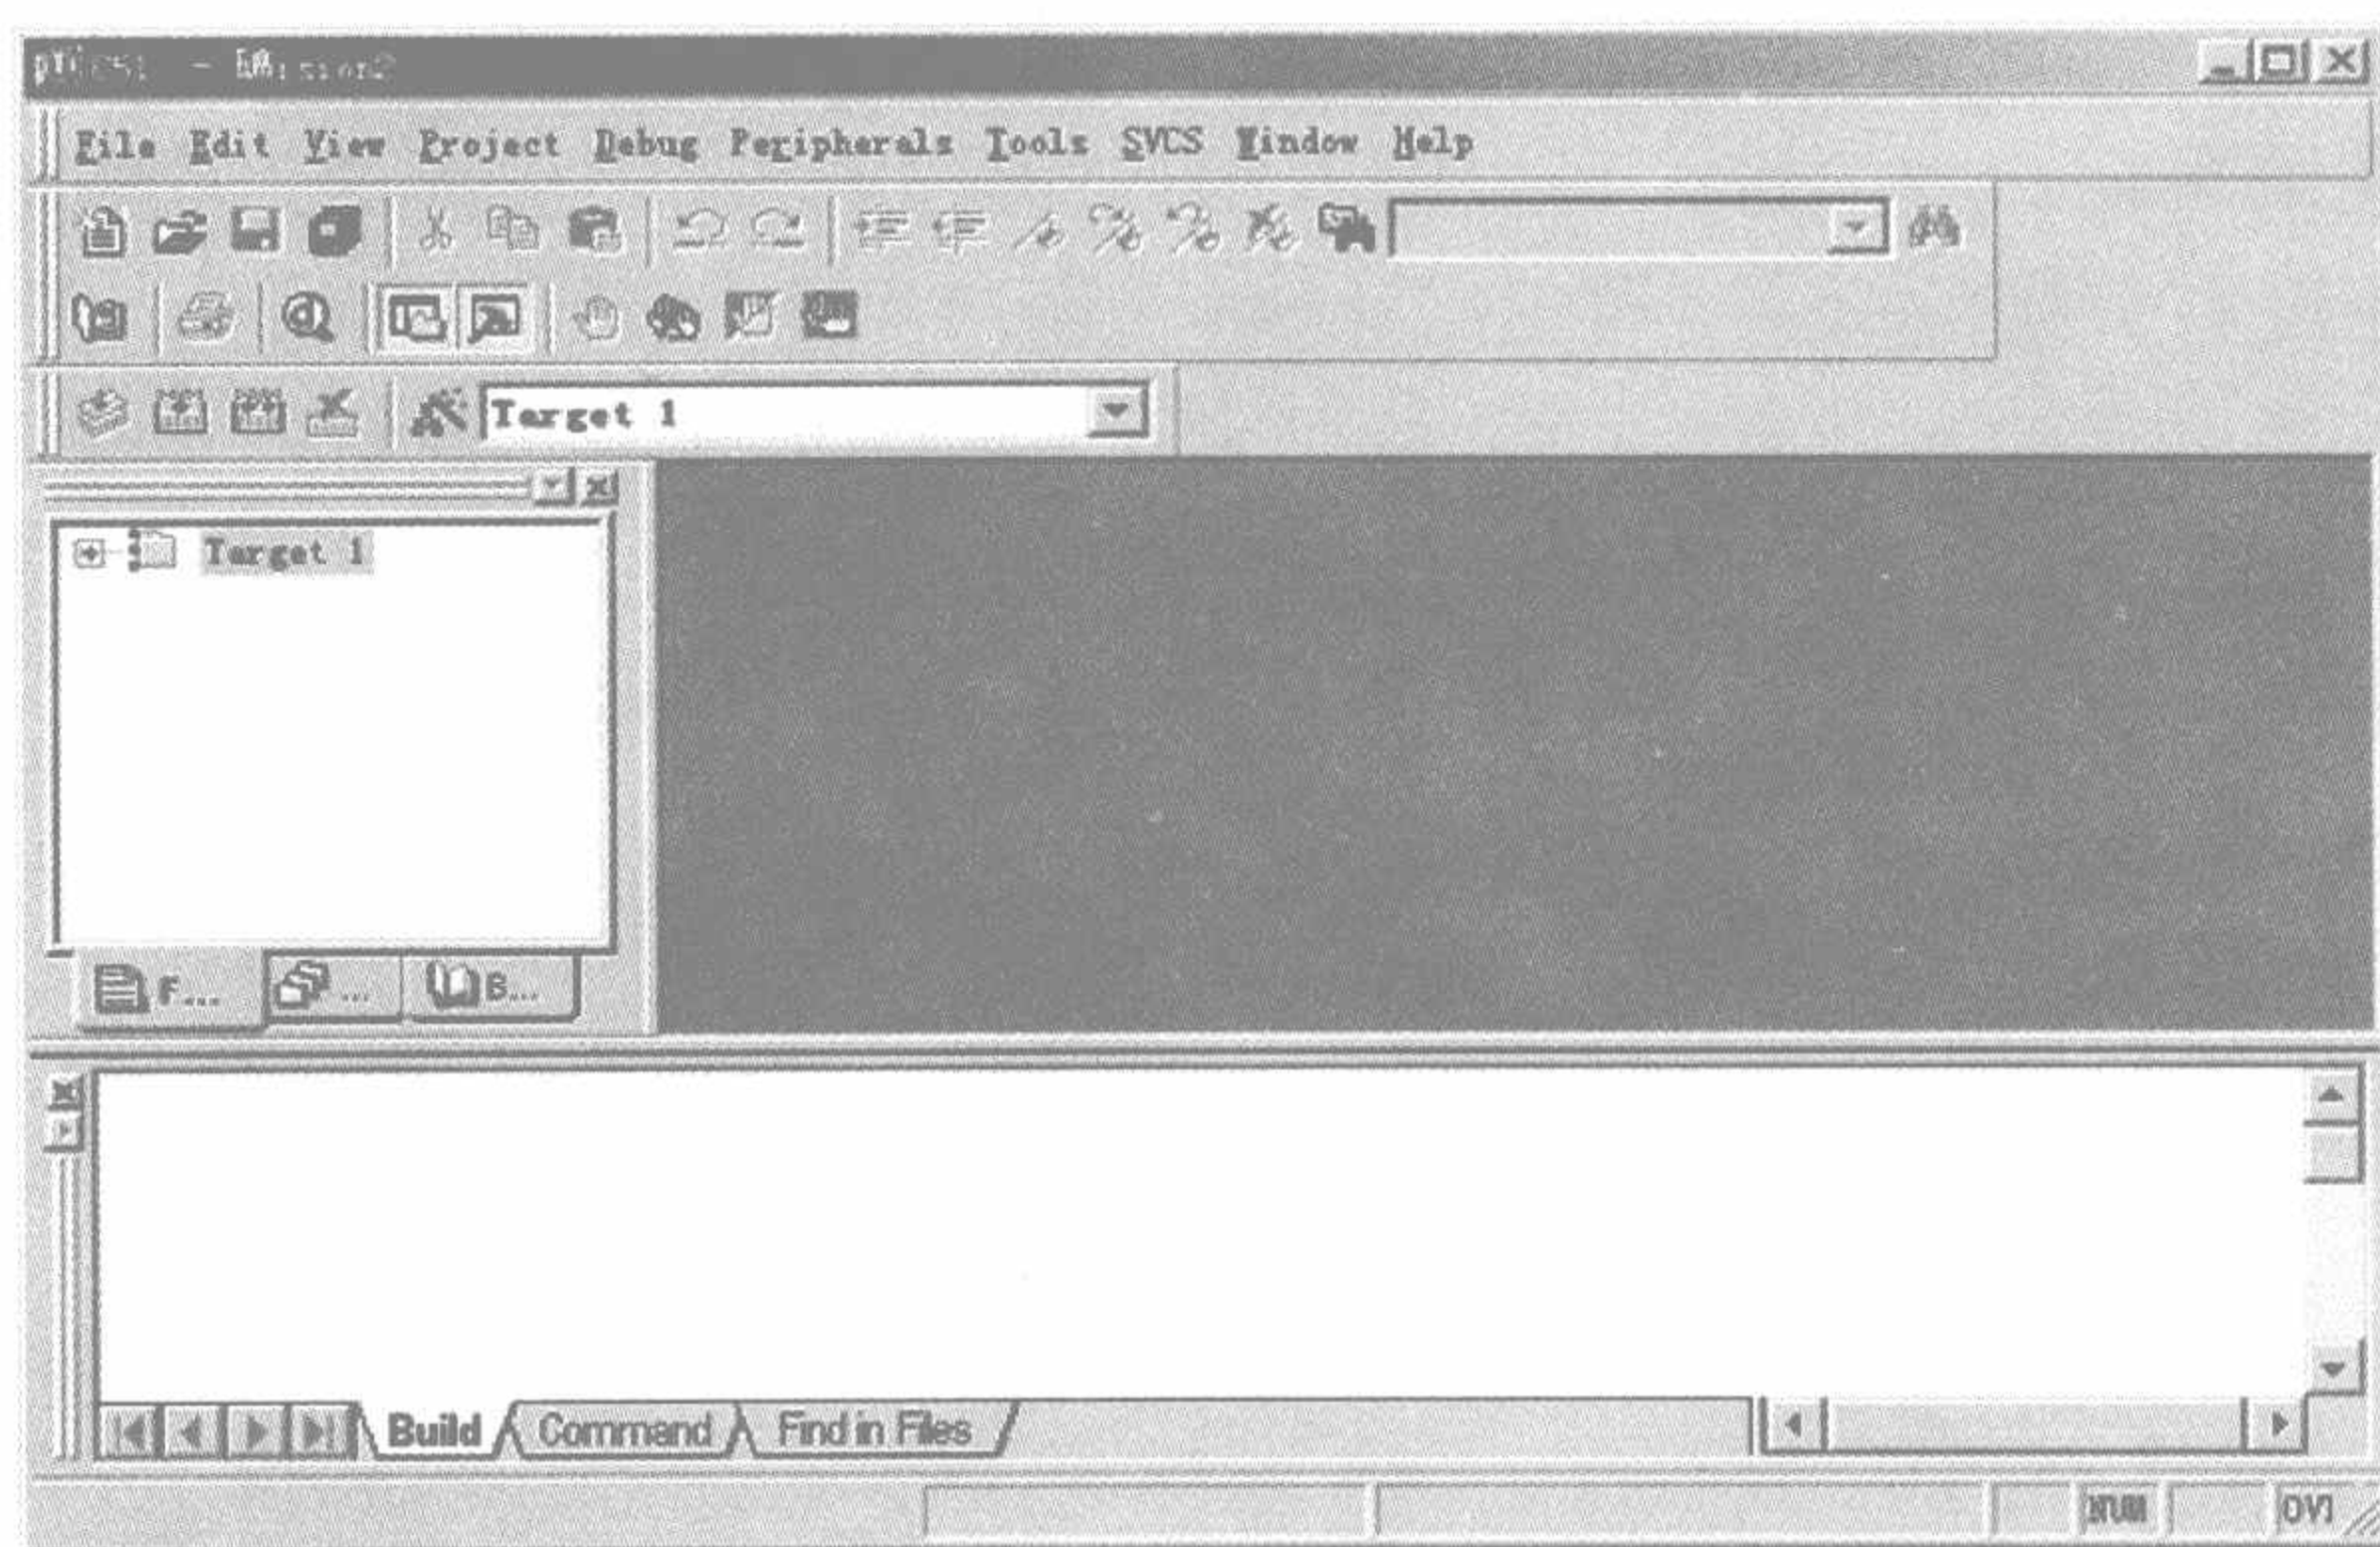 File Edit View Project Debug Peripherals Tools SVCS Window Help
Target 1
Target 1
F... ... B...
Build Command Find in Files
NUM OVI